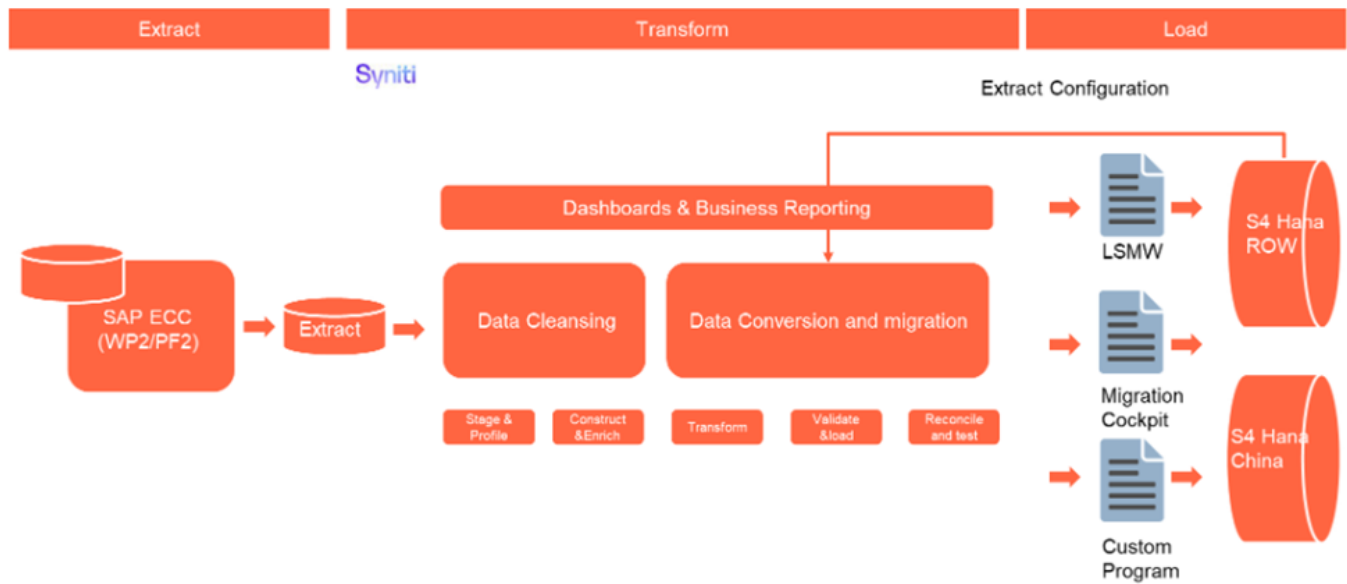 Extract
Transform
Load
Syniti
Extract Configuration
Dashboards & Business Reporting
SAP ECC
(WP2/PF2)
Extract
Data Cleansing
Data Conversion and migration
Stage &
Profile
Construct
&Enrich
Transform
Validate
&load
Reconcile
and test
LSMW
Migration
Cockpit
Custom
Program
S4 Hana
ROW
S4 Hana
China